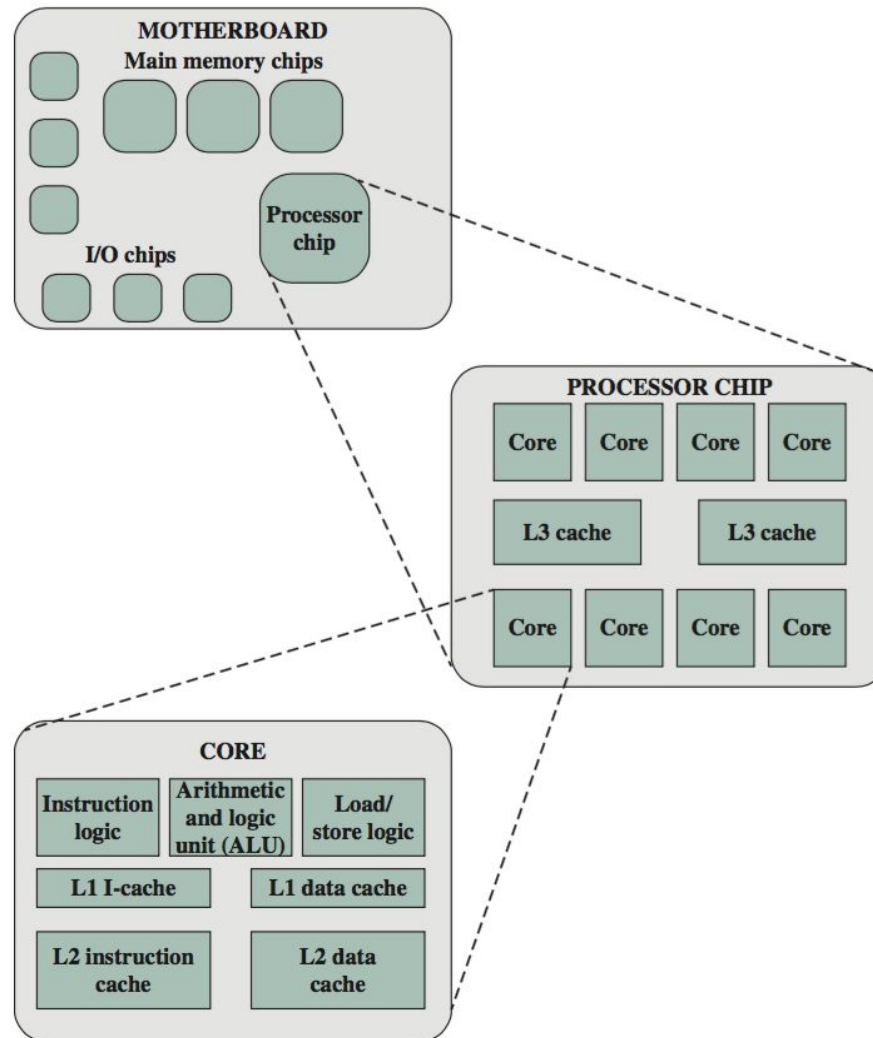 MOTHERBOARD
Main memory chips
Processor
chip
I/O chips
PROCESSOR CHIP
Core
Core
Core
Core
L3 cache
L3 cache
Core
Core
Core
Core
CORE
Instruction
logic
Arithmetic
and logic
unit (ALU)
Load/
store logic
L1 I-cache
L1 data cache
L2 instruction
cache
L2 data
cache